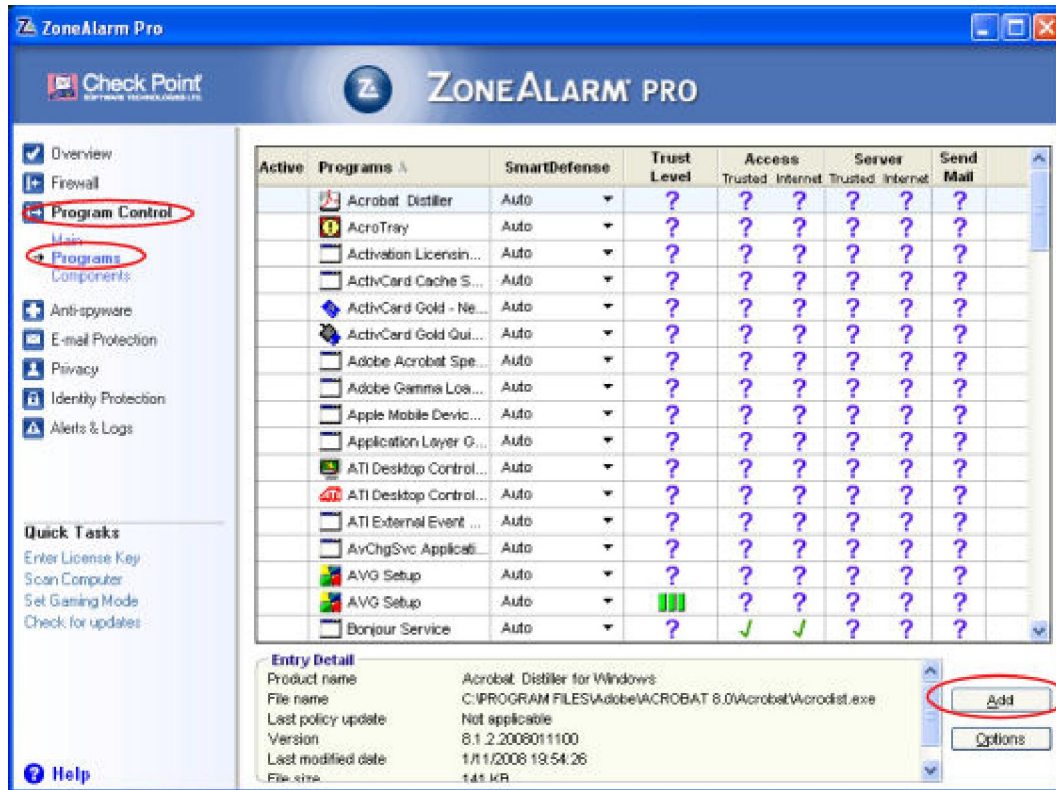 ZoneAlarm Pro
Check Point
SOFTWARE TECHNOLOGIES LTD.
ZONEALARM PRO
Overview
Firewall
Program Control
Main
Programs
Components
Anti-spyware
E-mail Protection
Privacy
Identity Protection
Alerts & Logs
Quick Tasks
Enter License Key
Scan Computer
Set Gaming Mode
Check for updates
Help
Active Programs SmartDefense Trust Level Access Server Send Mail
Trusted Internet Trusted Internet
Acrobat Distiller Auto ? ? ? ? ? ?
AcroTray Auto ? ? ? ? ? ?
Activation Licensin... Auto ? ? ? ? ? ?
ActivCard Cache S... Auto ? ? ? ? ? ?
ActivCard Gold - Ne... Auto ? ? ? ? ? ?
ActivCard Gold Qui... Auto ? ? ? ? ? ?
Adobe Acrobat Spe... Auto ? ? ? ? ? ?
Adobe Gamma Loa... Auto ? ? ? ? ? ?
Apple Mobile Devic... Auto ? ? ? ? ? ?
Application Layer G... Auto ? ? ? ? ? ?
ATI Desktop Control... Auto ? ? ? ? ? ?
ATI Desktop Control... Auto ? ? ? ? ? ?
ATI External Event ... Auto ? ? ? ? ? ?
AvChgSvc Applicati... Auto ? ? ? ? ? ?
AVG Setup Auto ? ? ? ? ? ?
AVG Setup Auto ? ? ? ? ?
Bonjour Service Auto ? √ √ ? ? ?
Entry Detail
Product name Acrobat Distiller for Windows
File name C:\PROGRAM FILES\Adobe\ACROBAT 8.0\Acrobat\Acrodist.exe
Last policy update Not applicable
Version 8.1.2.2008011100
Last modified date 1/11/2008 19:54:26
File size 141 KB
Add
Options